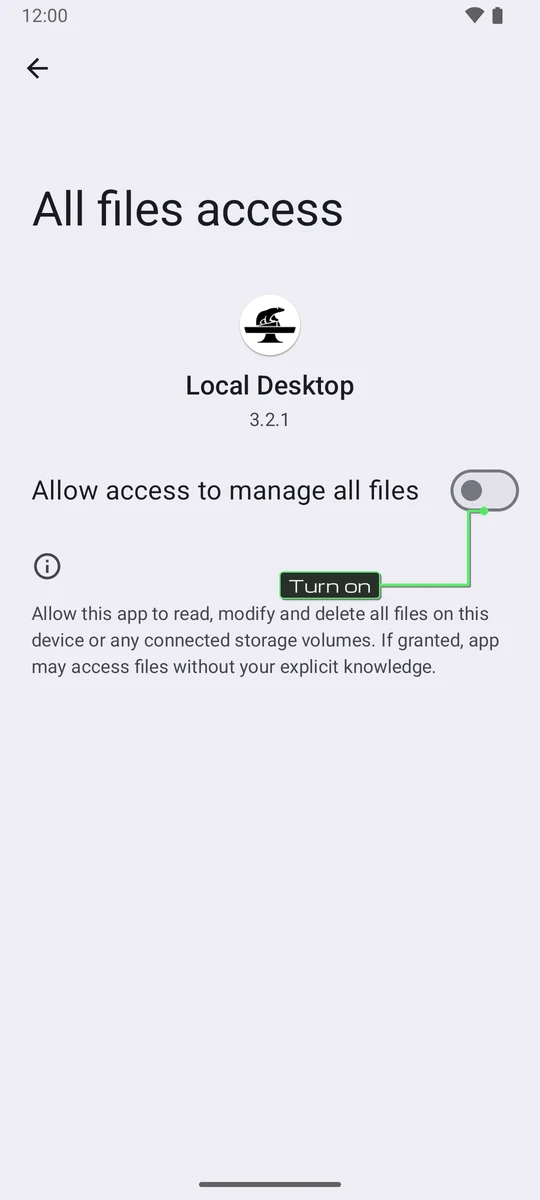 12:00
All files access
Local Desktop
3.2.1
Allow access to manage all files
Turn on
Allow this app to read, modify and delete all files on this
device or any connected storage volumes. If granted, app
may access files without your explicit knowledge.